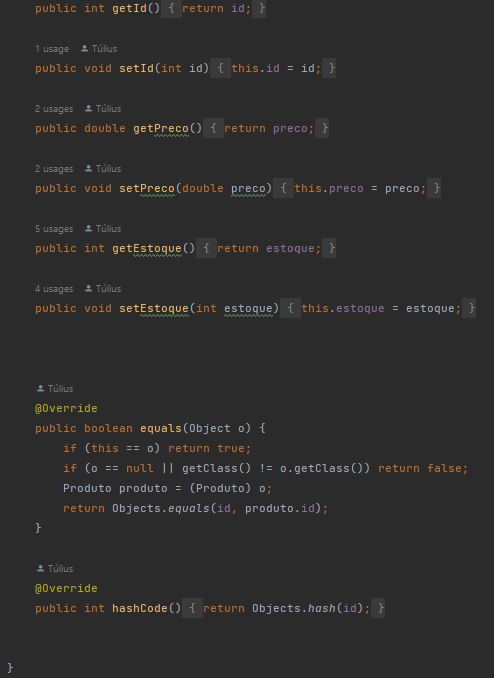 public int getId() { return id; }
1 usage Túlius
public void setId(int id) { this.id = id; }
2 usages Túlius
public double getPreco() { return preco; }
2 usages Túlius
public void setPreco(double preco) { this.preco = preco; }
5 usages Túlius
public int getEstoque() { return estoque; }
4 usages Túlius
public void setEstoque(int estoque) { this.estoque = estoque; }
Túlius
@Override
public boolean equals(Object o) {
if (this == o) return true;
if (o == null || getClass() != o.getClass()) return false;
Produto produto = (Produto) o;
return Objects.equals(id, produto.id);
}
Túlius
@Override
public int hashCode() { return Objects.hash(id); }
}